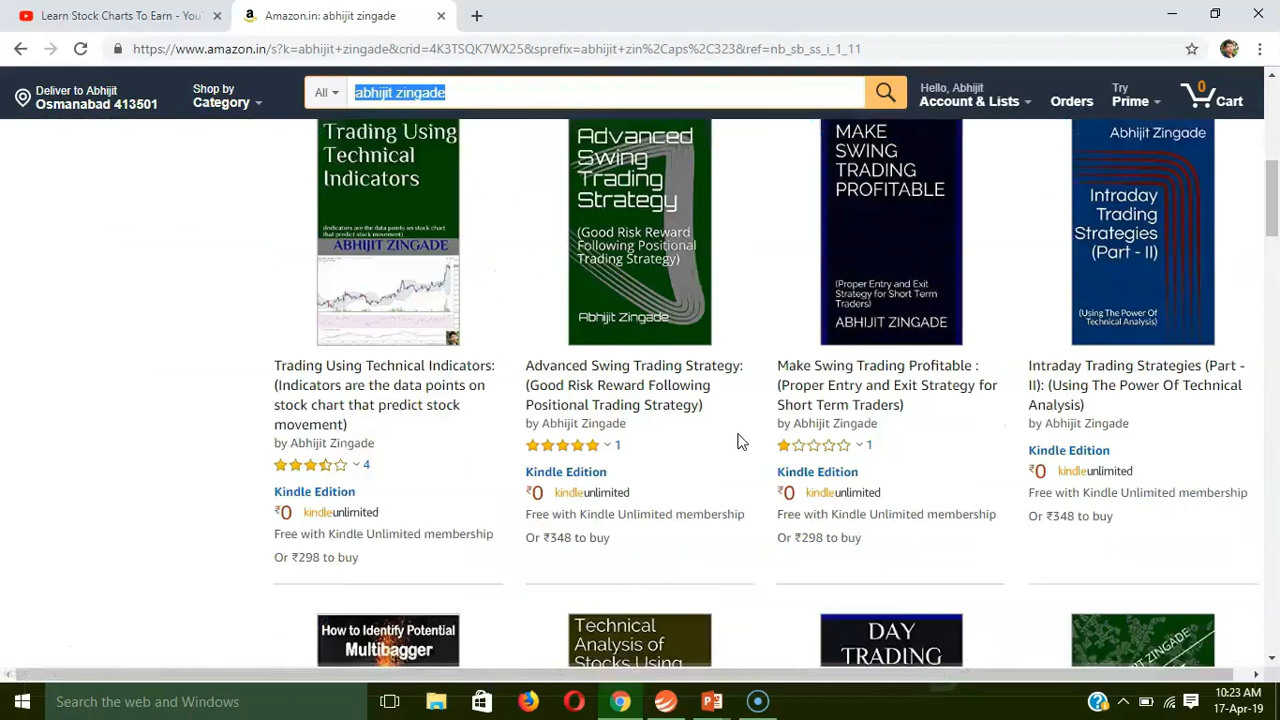 Learn Stock Charts To Earn - You
Amazon.in: abhijit zingade
https://www.amazon.in/s?k=abhijit+zingade&crid=4K3TSQK7WX25&sprefix=abhijit+zin%2Caps%2C323&ref=nb_sb_ss_i_1_11
Deliver to Abhijit
Osmanabad 413501
Shop by
Category
All
abhijit zingade
Hello, Abhijit
Account & Lists
Orders
Try
Prime
0
Cart
Trading Using
Technical
Indicators
(Indicators are the data points on stock chart
that predict stock movement)
ABHIJIT ZINGADE
Advanced
Swing
Trading
Strategy
(Good Risk Reward
Following Positional
Trading Strategy)
Abhijit Zingade
MAKE
SWING
TRADING
PROFITABLE
(Proper Entry and Exit
Strategy for Short Term
Traders)
ABHIJIT ZINGADE
Abhijit Zingade
Intraday
Trading
Strategies
(Part - II)
(Using The Power Of
Technical Analysis)
Trading Using Technical Indicators:
(Indicators are the data points on
stock chart that predict stock
movement)
by Abhijit Zingade
4
Kindle Edition
₹0 kindleunlimited
Free with Kindle Unlimited membership
Or ₹298 to buy
Advanced Swing Trading Strategy:
(Good Risk Reward Following
Positional Trading Strategy)
by Abhijit Zingade
1
Kindle Edition
₹0 kindleunlimited
Free with Kindle Unlimited membership
Or ₹348 to buy
Make Swing Trading Profitable :
(Proper Entry and Exit Strategy for
Short Term Traders)
by Abhijit Zingade
1
Kindle Edition
₹0 kindleunlimited
Free with Kindle Unlimited membership
Or ₹298 to buy
Intraday Trading Strategies (Part -
II): (Using The Power Of Technical
Analysis)
by Abhijit Zingade
Kindle Edition
₹0 kindleunlimited
Free with Kindle Unlimited membership
Or ₹348 to buy
How to Identify Potential
Multibagger
Technical
Analysis of
Stocks Using
DAY
TRADING
ZINGADE
Search the web and Windows
10:23 AM
17-Apr-19